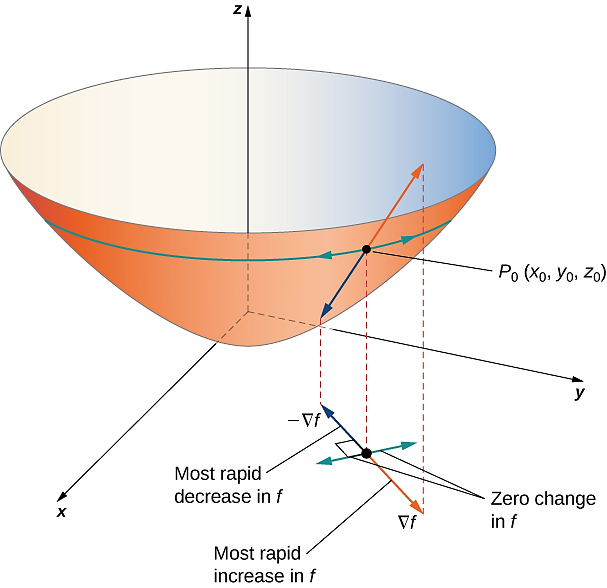 z
P₀ (x₀, y₀, z₀)
y
−∇f
Most rapid
decrease in f
x
Zero change
in f
∇f
Most rapid
increase in f